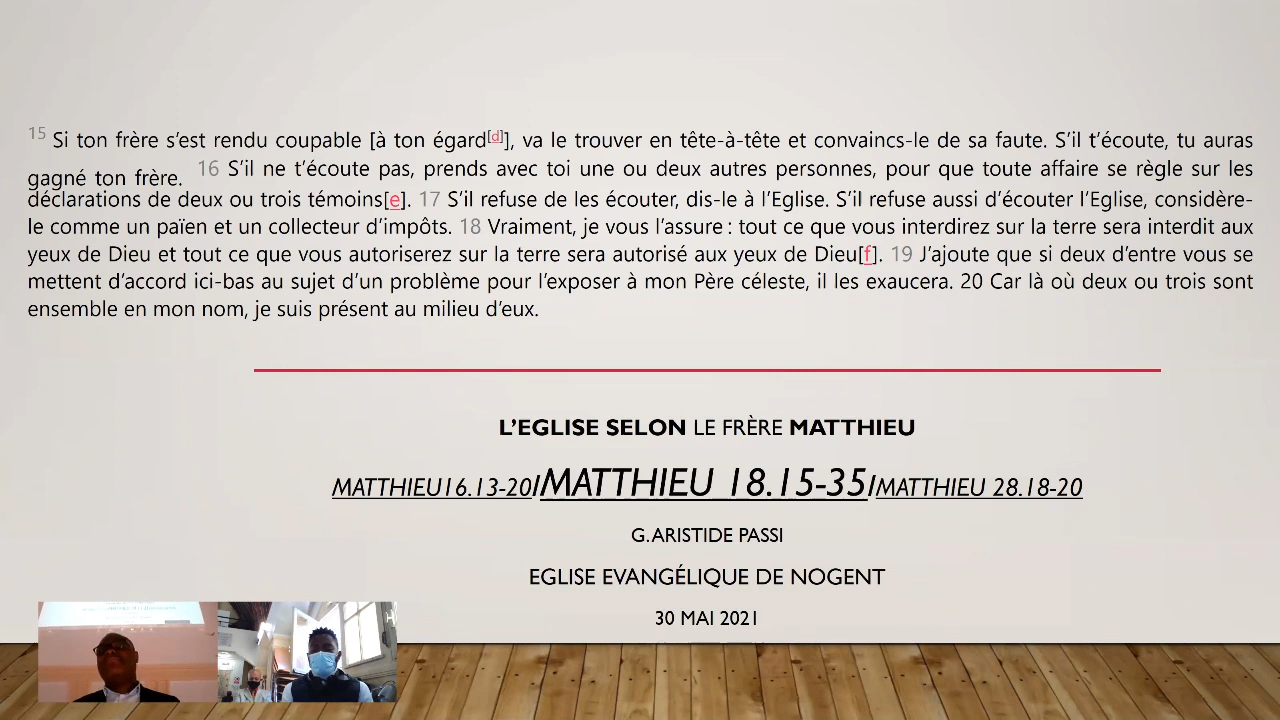 15 Si ton frère s’est rendu coupable [à ton égard[d]], va le trouver en tête-à-tête et convaincs-le de sa faute. S’il t’écoute, tu auras
gagné ton frère. 16 S’il ne t’écoute pas, prends avec toi une ou deux autres personnes, pour que toute affaire se règle sur les
déclarations de deux ou trois témoins[e]. 17 S’il refuse de les écouter, dis-le à l’Eglise. S’il refuse aussi d’écouter l’Eglise, considère-
le comme un païen et un collecteur d’impôts. 18 Vraiment, je vous l’assure : tout ce que vous interdirez sur la terre sera interdit aux
yeux de Dieu et tout ce que vous autoriserez sur la terre sera autorisé aux yeux de Dieu[f]. 19 J’ajoute que si deux d’entre vous se
mettent d’accord ici-bas au sujet d’un problème pour l’exposer à mon Père céleste, il les exaucera. 20 Car là où deux ou trois sont
ensemble en mon nom, je suis présent au milieu d’eux.
L’EGLISE SELON LE FRÈRE MATTHIEU
MATTHIEU16.13-20/MATTHIEU 18.15-35/MATTHIEU 28.18-20
G. ARISTIDE PASSI
EGLISE EVANGÉLIQUE DE NOGENT
30 MAI 2021